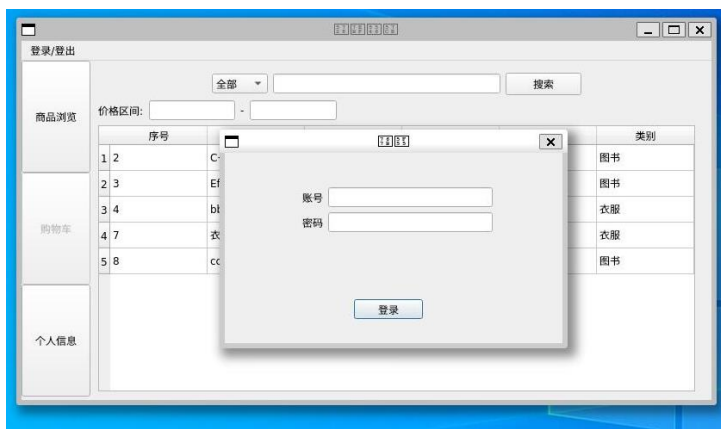 登录/登出
商品浏览
购物车
个人信息
全部
搜索
价格区间: -
序号 类别
1 2 图书
2 3 Ef 图书
3 4 衣服
4 7 衣 衣服
5 8 图书
账号
密码
登录